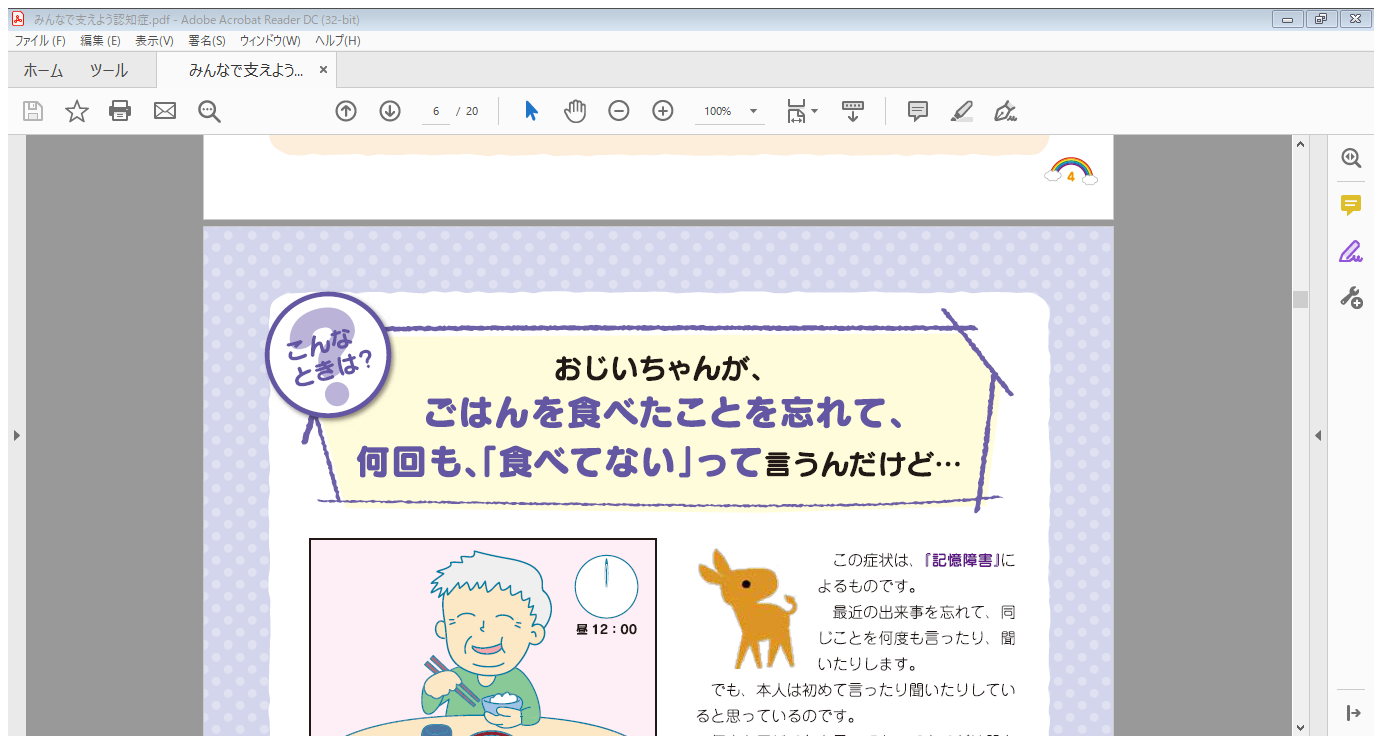 みんなで支えよう認知症.pdf - Adobe Acrobat Reader DC (32-bit)
ファイル(F) 編集(E) 表示(V) 署名(S) ウィンドウ(W) ヘルプ(H)
ホーム ツール みんなで支えよう... ×
6 / 20 100%
4
こんな
ときは?
おじいちゃんが、
ごはんを食べたことを忘れて、
何回も、「食べてない」って言うんだけど…
昼12:00
この症状は、『記憶障害』に
よるものです。
最近の出来事を忘れて、同
じことを何度も言ったり、聞
いたりします。
でも、本人は初めて言ったり聞いたりしてい
ると思っているのです。